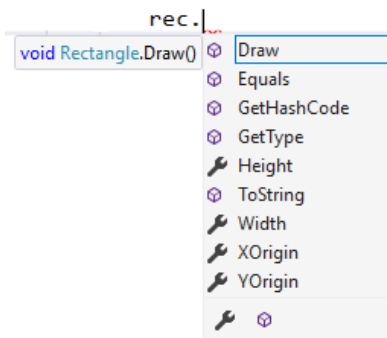 rec.
void Rectangle.Draw()
Draw
Equals
GetHashCode
GetType
Height
ToString
Width
XOrigin
YOrigin